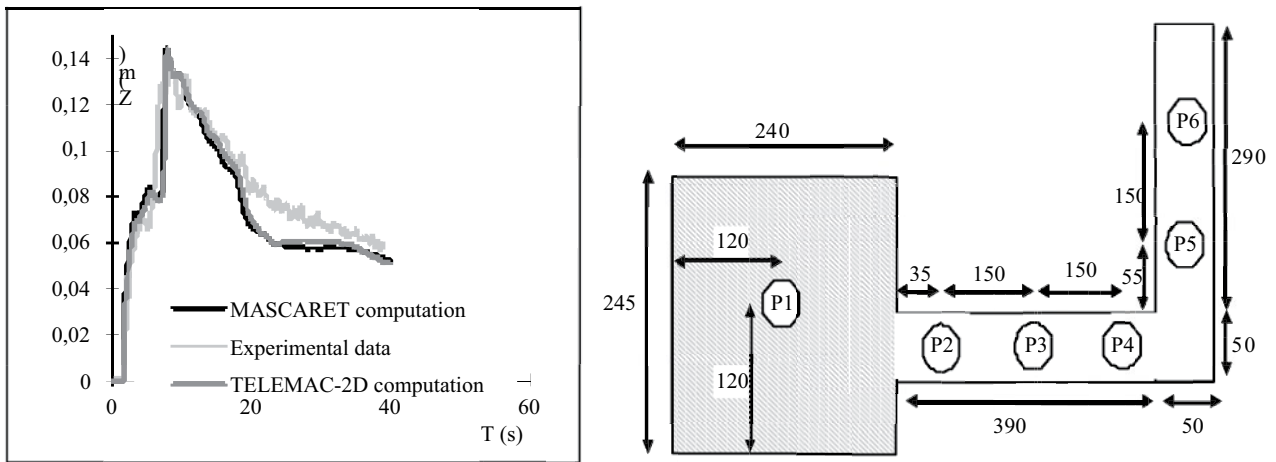 Z(m)
0,14
0,12
0,1
0,08
0,06
0,04
0,02
0
0
20
40
60
T (s)
MASCARET computation
Experimental data
TELEMAC-2D computation
240
245
120
P1
120
35
150
150
55
P2
P3
P4
390
50
50
150
P5
P6
290